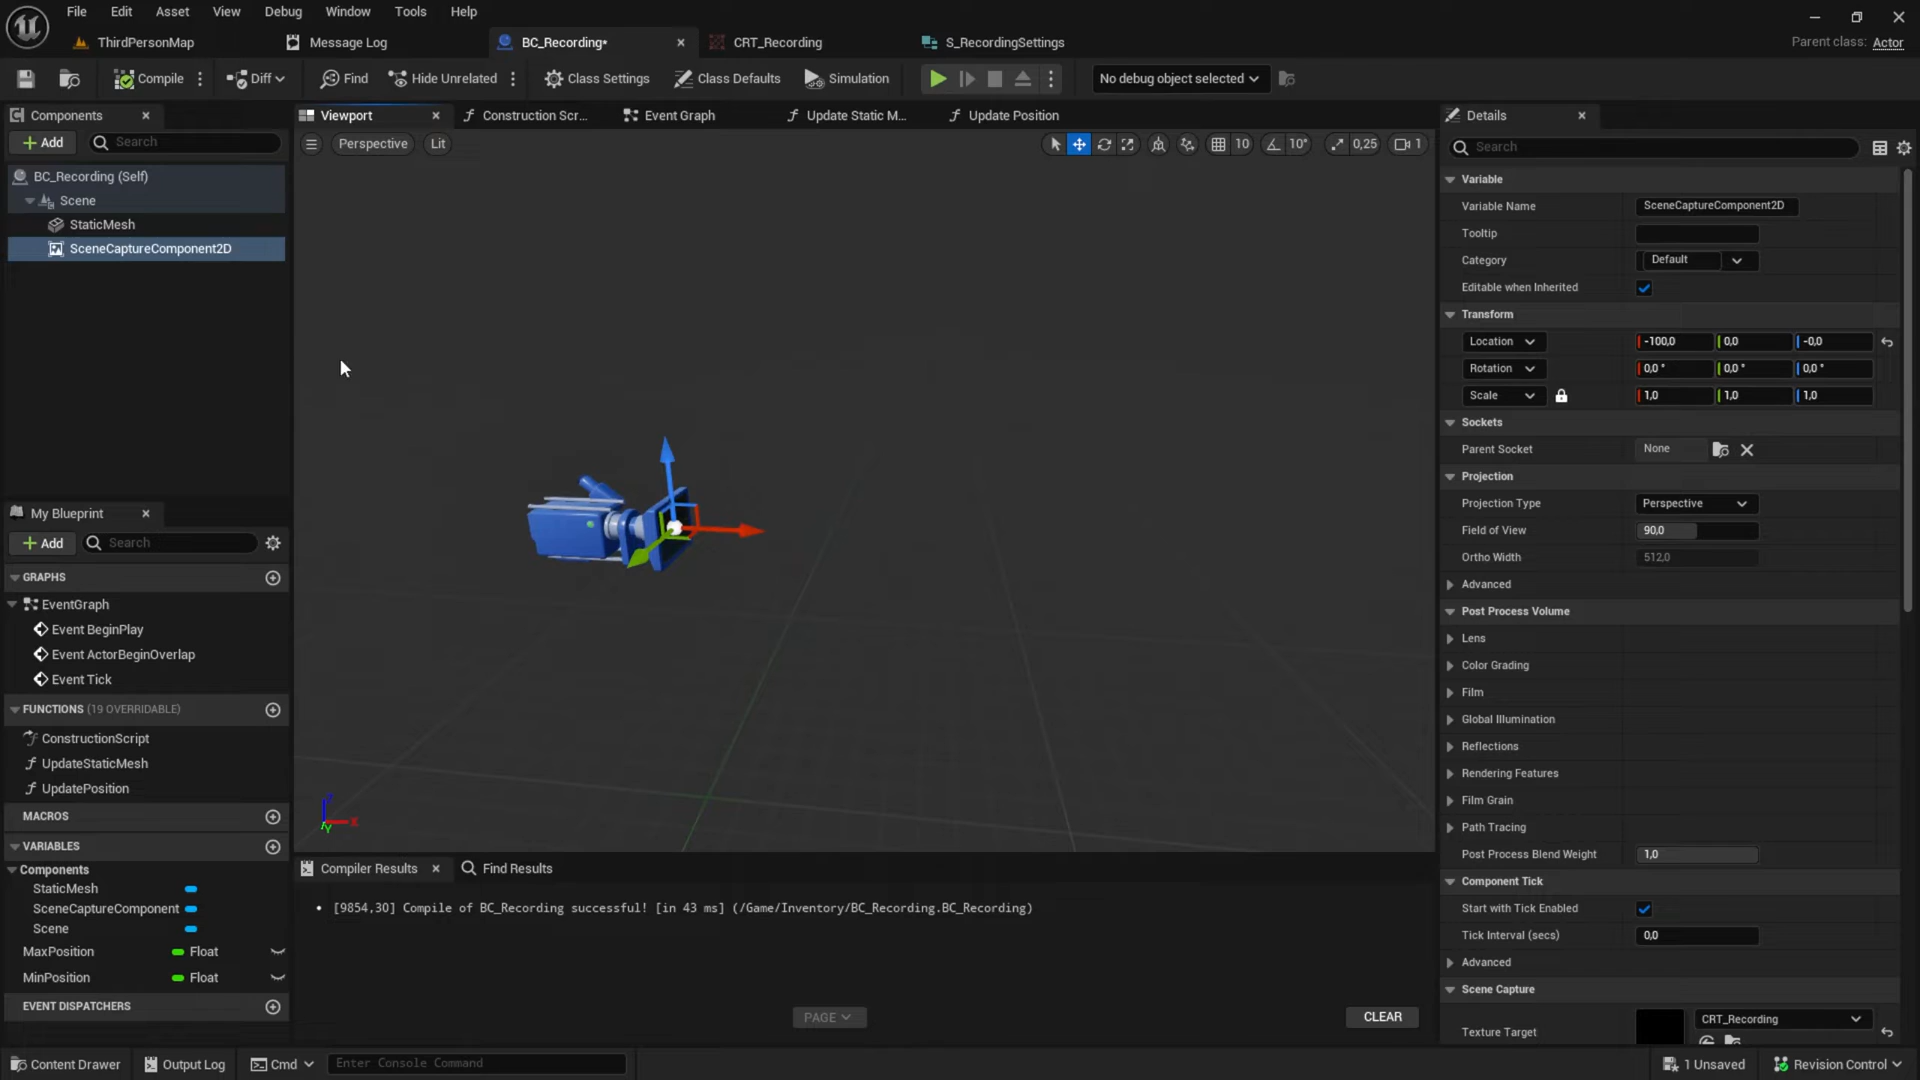 File Edit Asset View Debug Window Tools Help
ThirdPersonMap Message Log BC_Recording* CRT_Recording S_RecordingSettings Parent class: Actor
Compile Diff Find Hide Unrelated Class Settings Class Defaults Simulation No debug object selected
Components
Add Search
BC_Recording (Self)
Scene
StaticMesh
SceneCaptureComponent2D
Viewport Construction Scr... Event Graph Update Static M... Update Position
Perspective Lit 10 10° 0,25 1
My Blueprint
Add Search
GRAPHS
EventGraph
Event BeginPlay
Event ActorBeginOverlap
Event Tick
FUNCTIONS (19 OVERRIDABLE)
ConstructionScript
UpdateStaticMesh
UpdatePosition
MACROS
VARIABLES
Components
StaticMesh
SceneCaptureComponent
Scene
MaxPosition Float
MinPosition Float
EVENT DISPATCHERS
X
Y
Compiler Results Find Results
[9854,30] Compile of BC_Recording successful! [in 43 ms] (/Game/Inventory/BC_Recording.BC_Recording)
PAGE CLEAR
Details
Search
Variable
Variable Name SceneCaptureComponent2D
Tooltip
Category Default
Editable when Inherited
Transform
Location -100,0 0,0 -0,0
Rotation 0,0 ° 0,0 ° 0,0 °
Scale 1,0 1,0 1,0
Sockets
Parent Socket None
Projection
Projection Type Perspective
Field of View 90,0
Ortho Width 512,0
Advanced
Post Process Volume
Lens
Color Grading
Film
Global Illumination
Reflections
Rendering Features
Film Grain
Path Tracing
Post Process Blend Weight 1,0
Component Tick
Start with Tick Enabled
Tick Interval (secs) 0,0
Advanced
Scene Capture
Texture Target CRT_Recording
Content Drawer Output Log Cmd Enter Console Command 1 Unsaved Revision Control